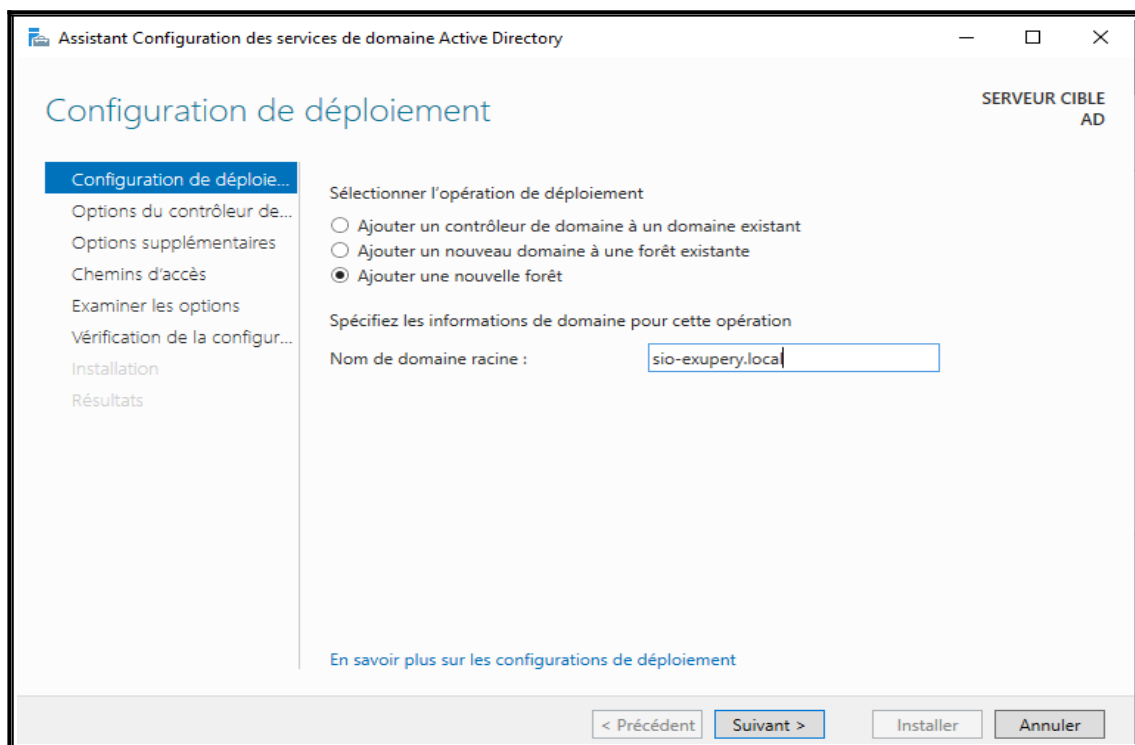 Assistant Configuration des services de domaine Active Directory
Configuration de déploiement
SERVEUR CIBLE
AD
Configuration de déploie...
Options du contrôleur de...
Options supplémentaires
Chemins d'accès
Examiner les options
Vérification de la configur...
Installation
Résultats
Sélectionner l'opération de déploiement
Ajouter un contrôleur de domaine à un domaine existant
Ajouter un nouveau domaine à une forêt existante
Ajouter une nouvelle forêt
Spécifiez les informations de domaine pour cette opération
Nom de domaine racine : sio-exupery.local
En savoir plus sur les configurations de déploiement
< Précédent Suivant > Installer Annuler